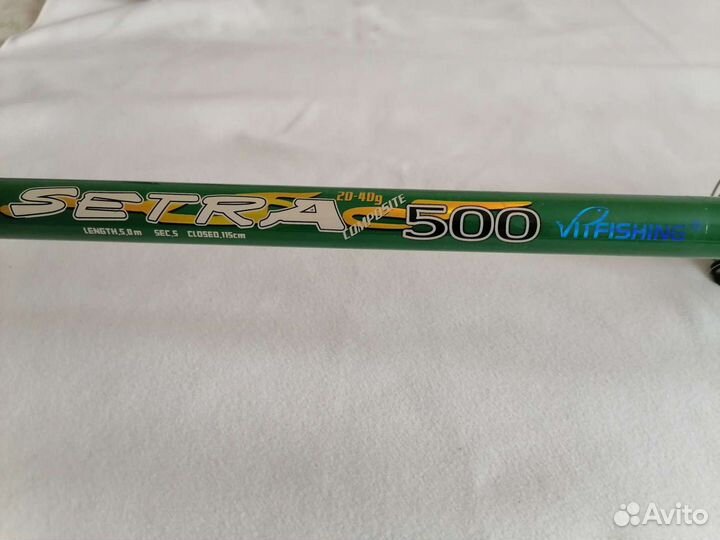 SETRA 20-40g COMPOSITE 500 VITFISHING
LENGTH,5,0m SEC,5 CLOSED,115cm
Avito